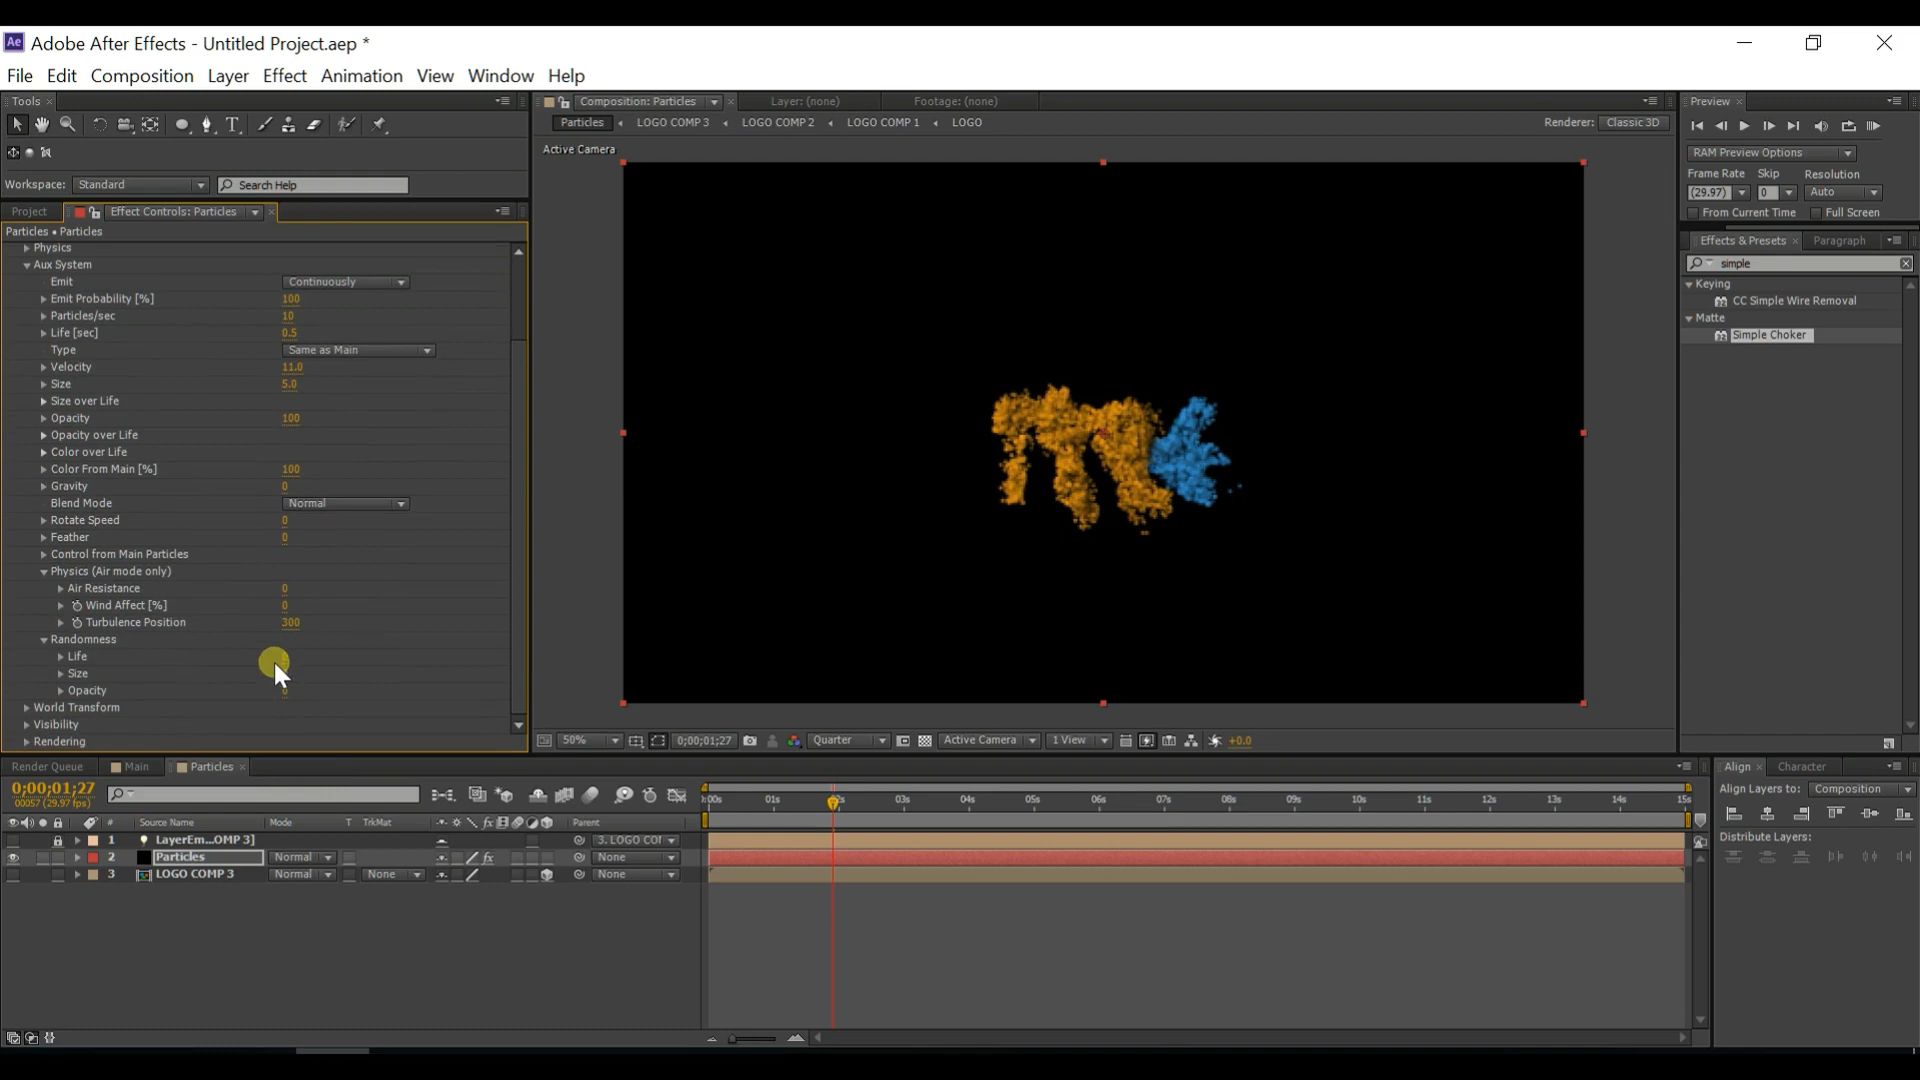 Ae Adobe After Effects - Untitled Project.aep *
File Edit Composition Layer Effect Animation View Window Help
Tools
Composition: Particles Layer: (none) Footage: (none)
Preview
Particles LOGO COMP 3 LOGO COMP 2 LOGO COMP 1 LOGO
Renderer: Classic 3D
Active Camera
RAM Preview Options
Frame Rate Skip Resolution
(29.97) 0 Auto
From Current Time Full Screen
Workspace: Standard Search Help
Project Effect Controls: Particles
Particles • Particles
Effects & Presets Paragraph
simple
Keying
CC Simple Wire Removal
Matte
Simple Choker
Physics
Aux System
Emit Continuously
Emit Probability [%] 100
Particles/sec 10
Life [sec] 0.5
Type Same as Main
Velocity 11.0
Size 5.0
Size over Life
Opacity 100
Opacity over Life
Color over Life
Color From Main [%] 100
Gravity 0
Blend Mode Normal
Rotate Speed 0
Feather 0
Control from Main Particles
Physics (Air mode only)
Air Resistance 0
Wind Affect [%] 0
Turbulence Position 300
Randomness
Life
Size
Opacity
World Transform
Visibility
Rendering
50% 0;00;01;27 Quarter Active Camera 1 View +0.0
Render Queue Main Particles
0;00;01;27
00057 (29.97 fps)
:00s 01s 02s 03s 04s 05s 06s 07s 08s 09s 10s 11s 12s 13s 14s 15s
# Source Name Mode T TrkMat fx Parent
1 LayerEm...OMP 3] 3. LOGO CO
2 Particles Normal fx None
3 LOGO COMP 3 Normal None None
Align Character
Align Layers to: Composition
Distribute Layers: